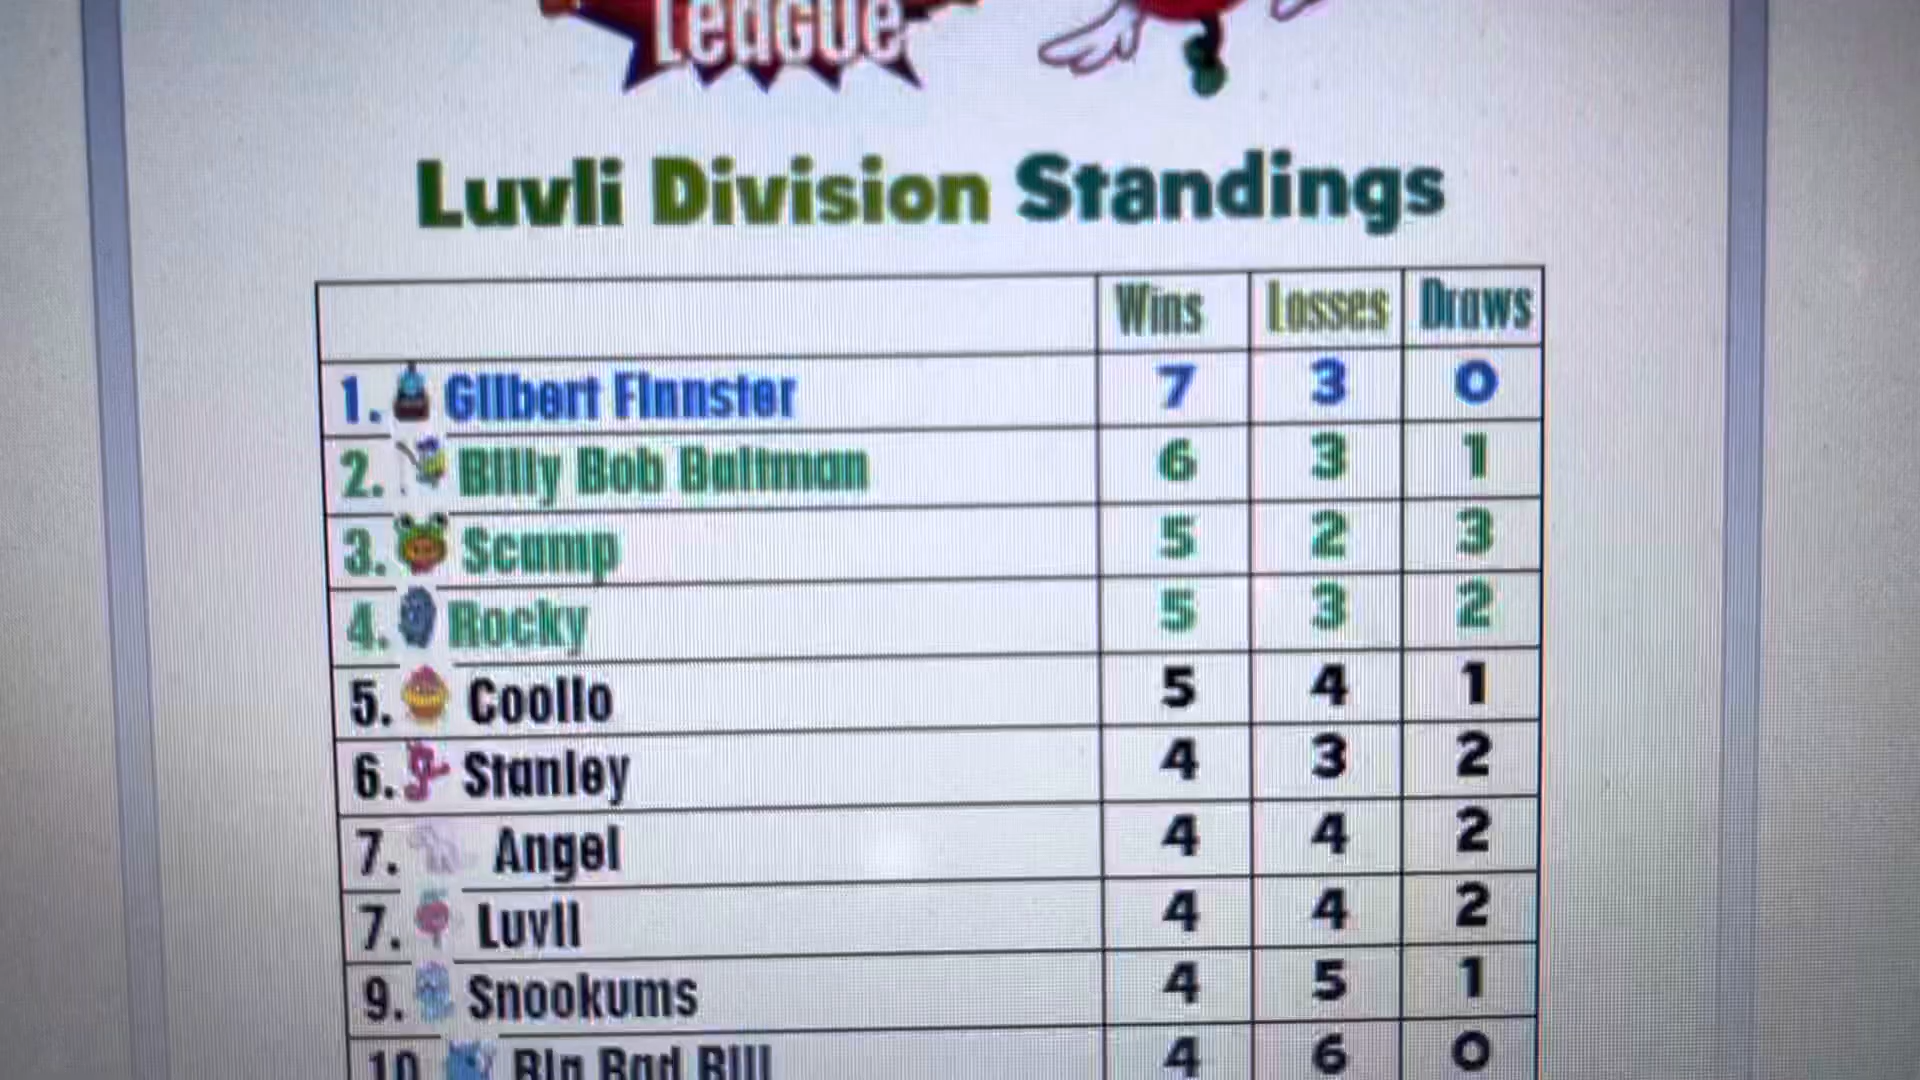 League
Luvli Division Standings
Wins Losses Draws
1. Gilbert Finnster 7 3 0
2. Billy Bob Baitman 6 3 1
3. Scamp 5 2 3
4. Rocky 5 3 2
5. Coolio 5 4 1
6. Stanley 4 3 2
7. Angel 4 4 2
7. Luvli 4 4 2
9. Snookums 4 5 1
10 Big Bad Bill 4 6 0